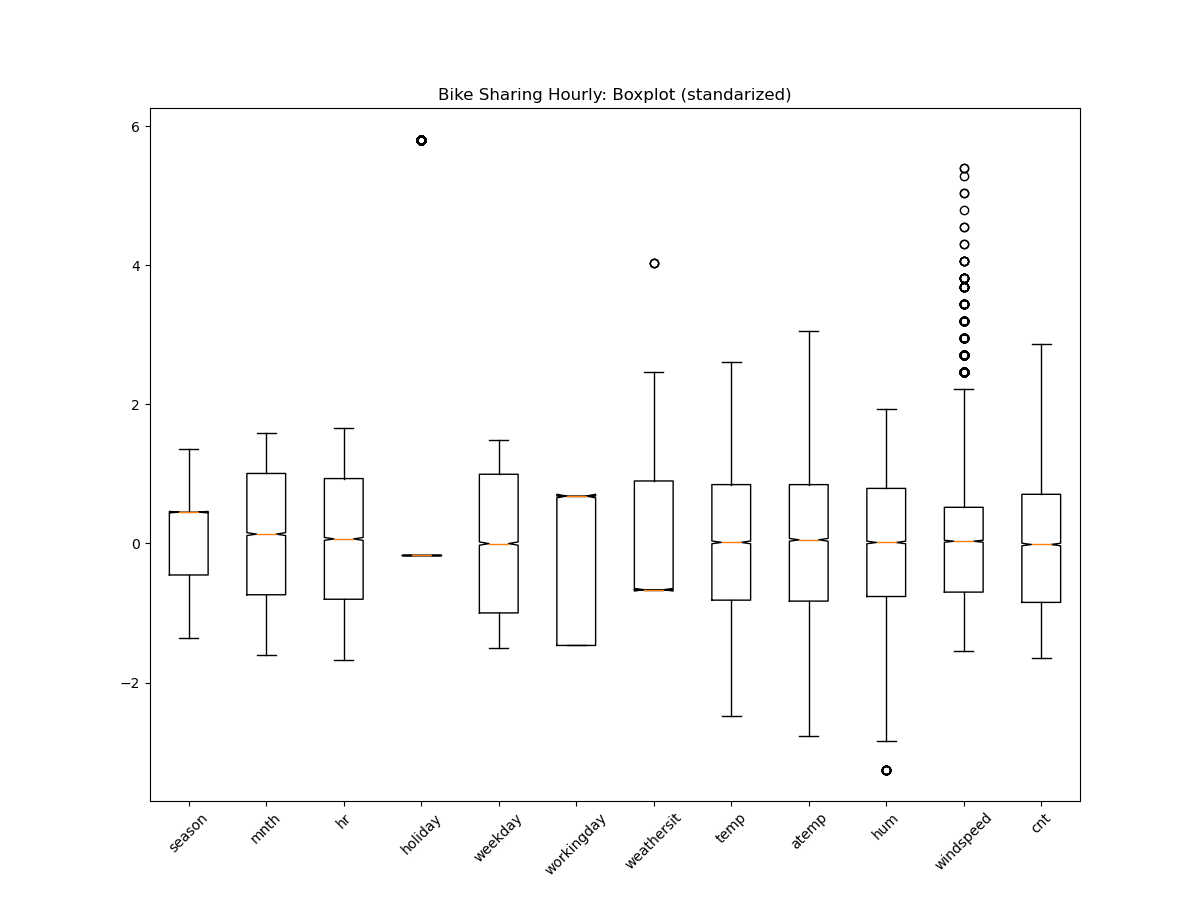 Bike Sharing Hourly: Boxplot (standarized)
6
4
2
0
−2
season
mnth
hr
holiday
weekday
workingday
weathersit
temp
atemp
hum
windspeed
cnt